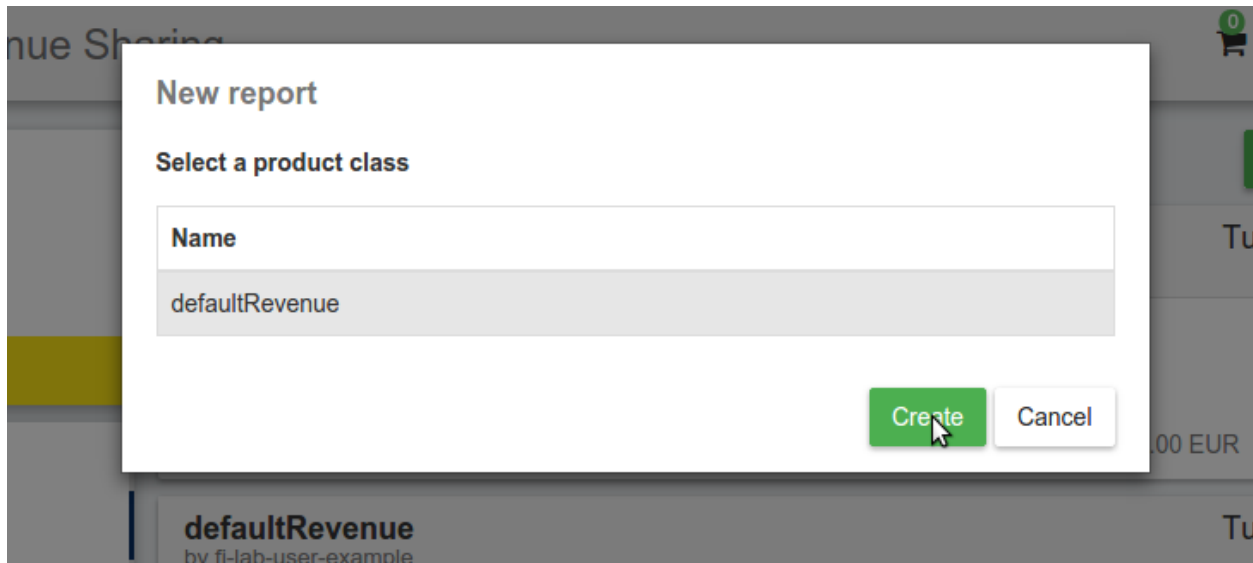 0
nue Sharing
New report
Select a product class
Name
defaultRevenue
Create
Cancel
Tu
.00 EUR
defaultRevenue
Tu
by fi-lab-user-example